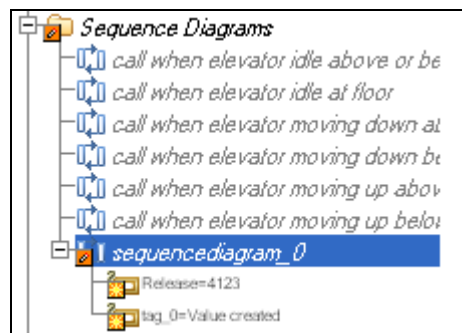 Sequence Diagrams
call when elevator idle above or be
call when elevator idle at floor
call when elevator moving down at
call when elevator moving down be
call when elevator moving up abov
call when elevator moving up belov
sequencediagram_0
Release=4123
tag_0=Value created